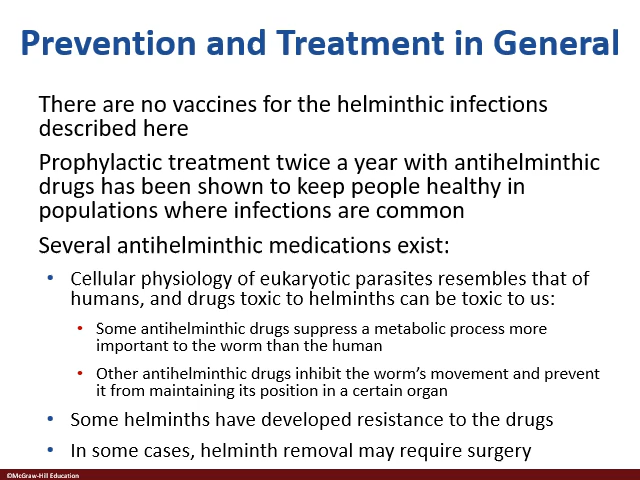 Prevention and Treatment in General
There are no vaccines for the helminthic infections
described here
Prophylactic treatment twice a year with antihelminthic
drugs has been shown to keep people healthy in
populations where infections are common
Several antihelminthic medications exist:
• Cellular physiology of eukaryotic parasites resembles that of
humans, and drugs toxic to helminths can be toxic to us:
• Some antihelminthic drugs suppress a metabolic process more
important to the worm than the human
• Other antihelminthic drugs inhibit the worm’s movement and prevent
it from maintaining its position in a certain organ
• Some helminths have developed resistance to the drugs
• In some cases, helminth removal may require surgery
©McGraw-Hill Education